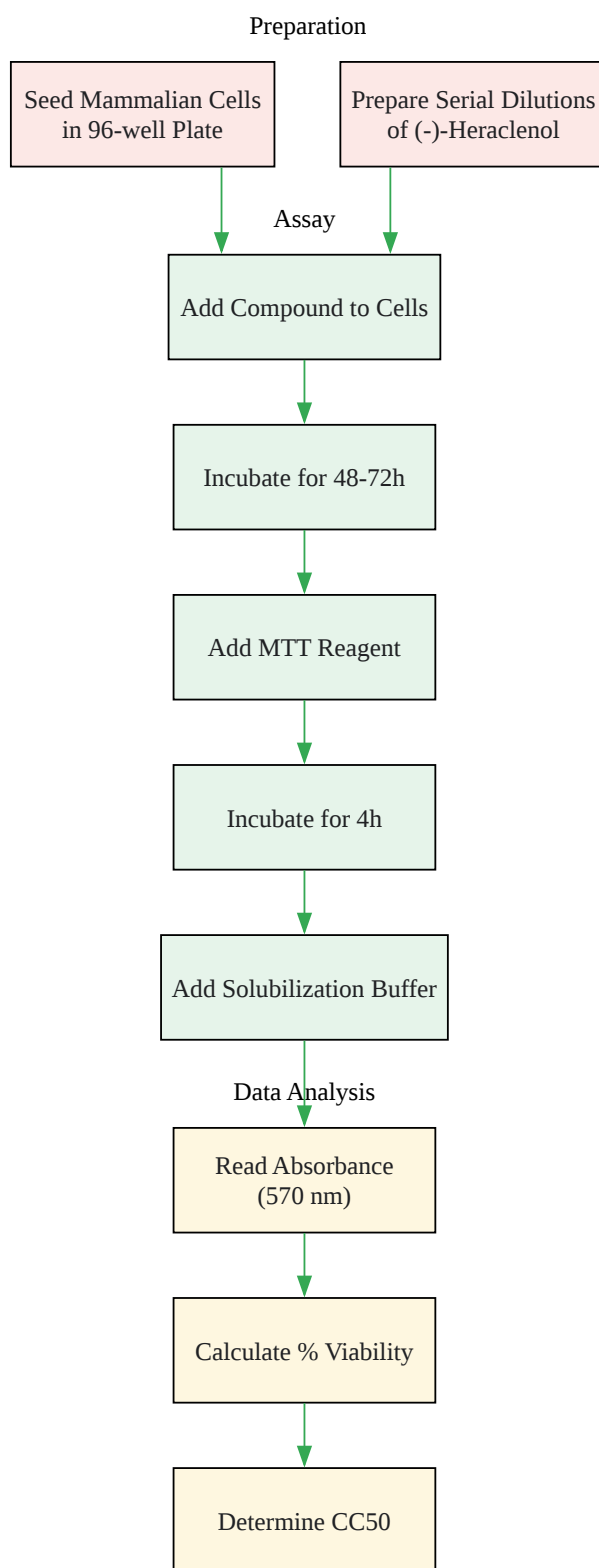 Preparation
Seed Mammalian Cells
in 96-well Plate
Prepare Serial Dilutions
of (-)-Heraclenol
Assay
Add Compound to Cells
Incubate for 48-72h
Add MTT Reagent
Incubate for 4h
Add Solubilization Buffer
Data Analysis
Read Absorbance
(570 nm)
Calculate % Viability
Determine CC50